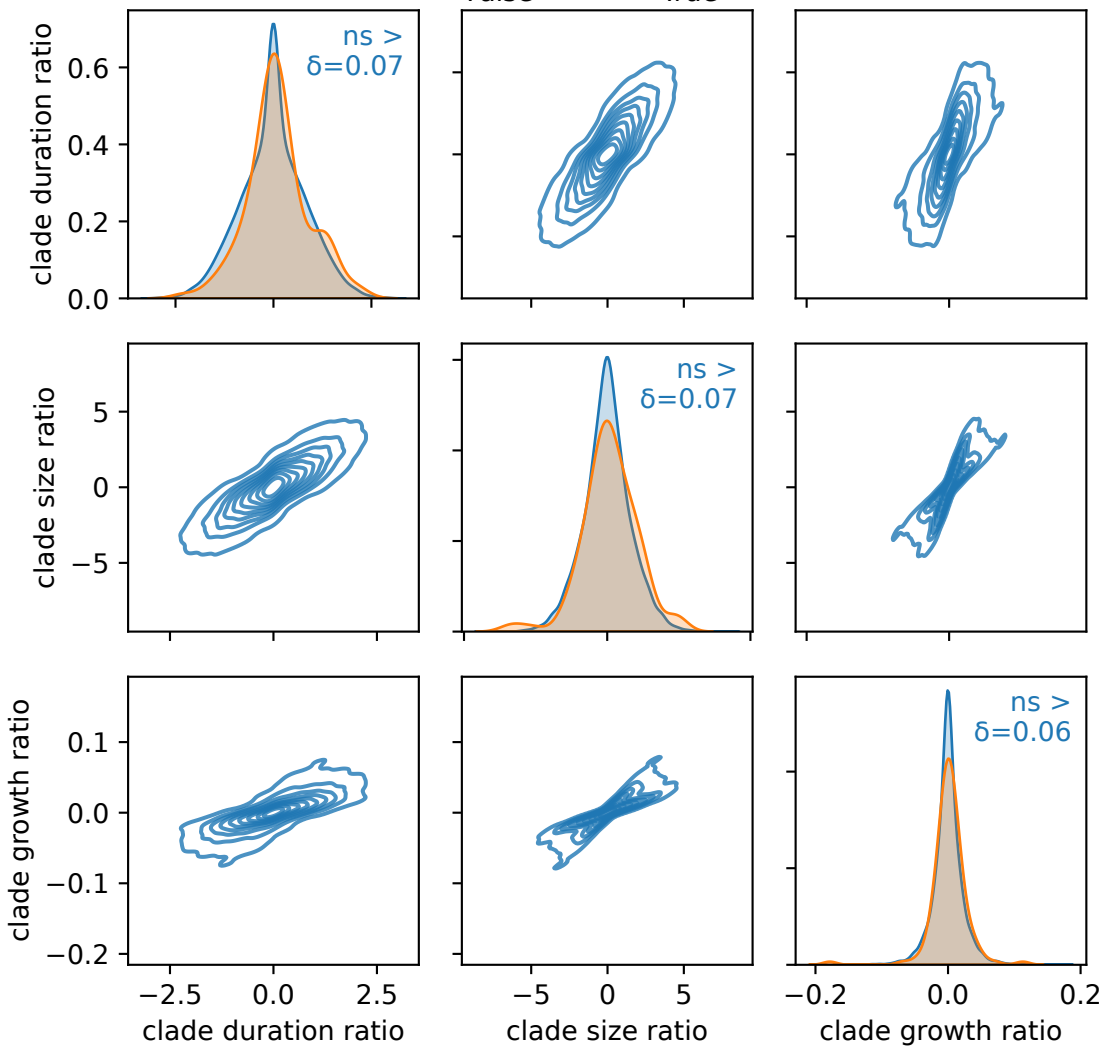 clade duration ratio
0.6
0.4
0.2
0.0
ns >
δ=0.07
clade size ratio
5
0
−5
ns >
δ=0.07
clade growth ratio
0.1
0.0
−0.1
−0.2
ns >
δ=0.06
−2.5 0.0 2.5
−5 0 5
−0.2 0.0 0.2
clade duration ratio
clade size ratio
clade growth ratio